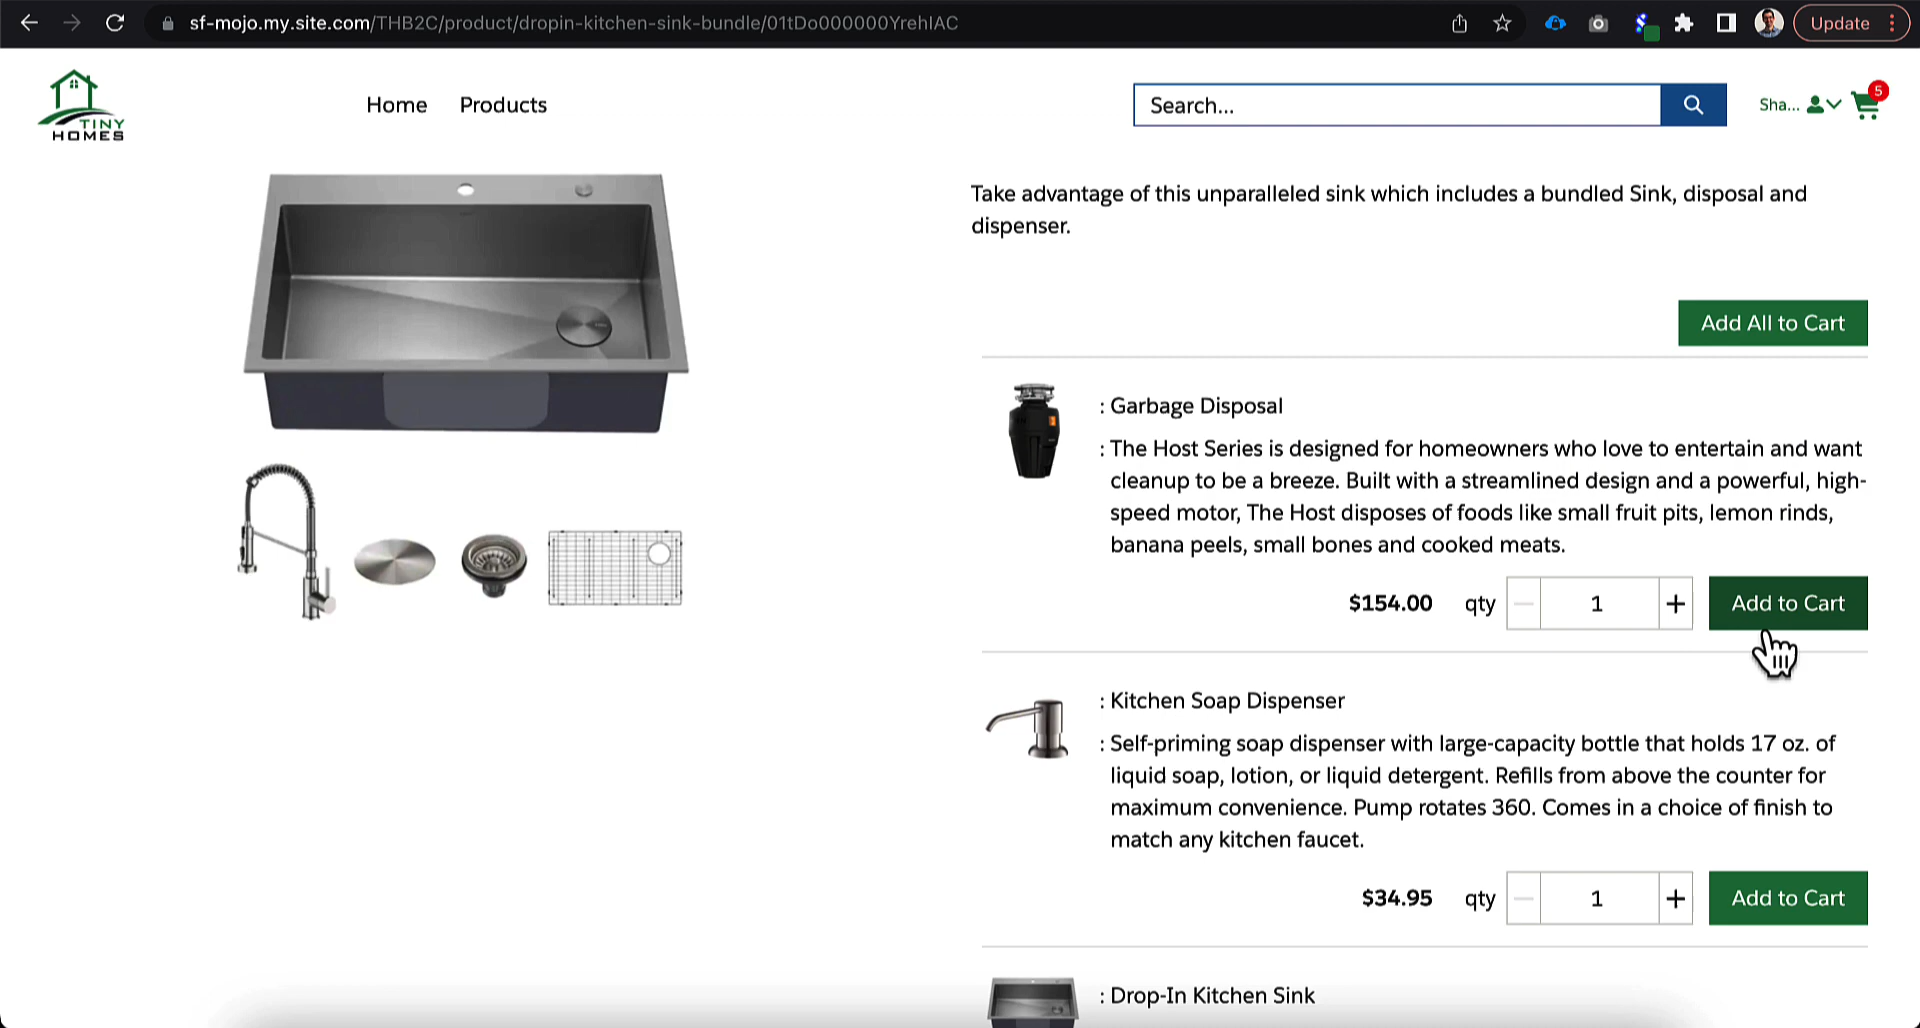 sf-mojo.my.site.com/THB2C/product/dropin-kitchen-sink-bundle/01tDo000000YrehIAC
Update
TINY
HOMES
Home
Products
Search...
Sha...
5
Take advantage of this unparalleled sink which includes a bundled Sink, disposal and
dispenser.
Add All to Cart
: Garbage Disposal
: The Host Series is designed for homeowners who love to entertain and want
cleanup to be a breeze. Built with a streamlined design and a powerful, high-
speed motor, The Host disposes of foods like small fruit pits, lemon rinds,
banana peels, small bones and cooked meats.
$154.00 qty 1 Add to Cart
: Kitchen Soap Dispenser
: Self-priming soap dispenser with large-capacity bottle that holds 17 oz. of
liquid soap, lotion, or liquid detergent. Refills from above the counter for
maximum convenience. Pump rotates 360. Comes in a choice of finish to
match any kitchen faucet.
$34.95 qty 1 Add to Cart
: Drop-In Kitchen Sink